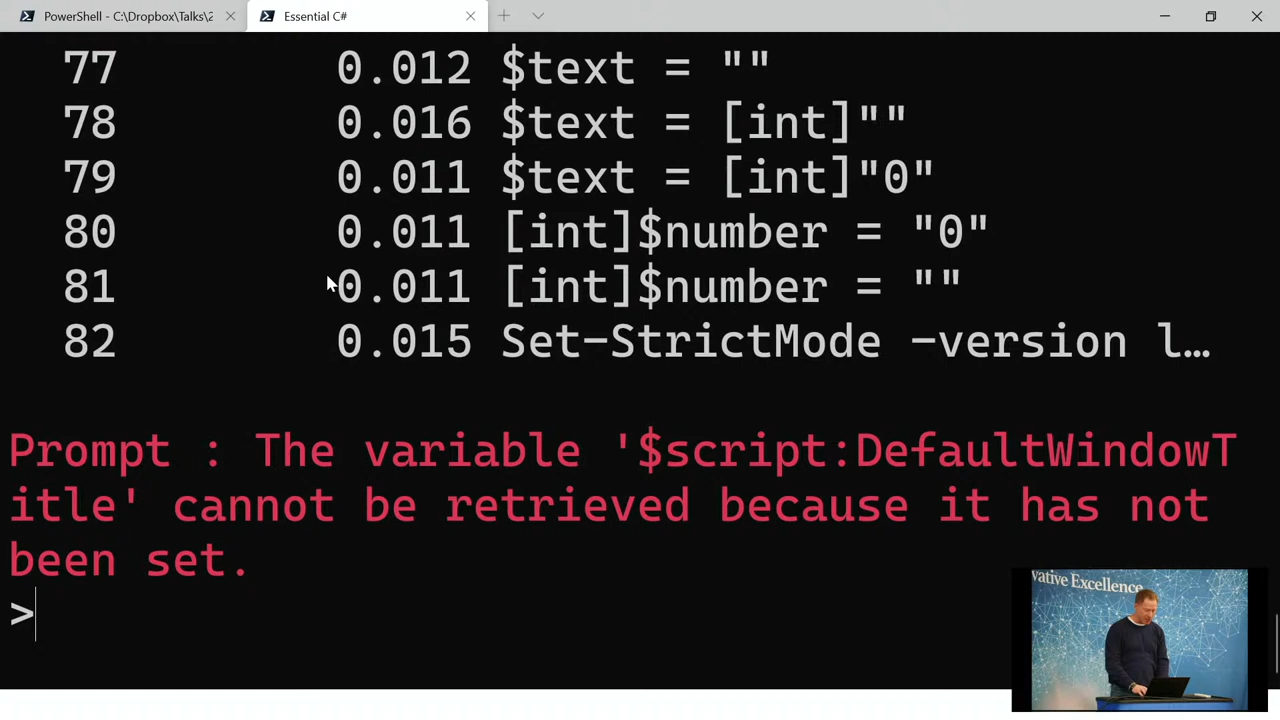 PowerShell - C:\Dropbox\Talks\2
Essential C#
77 0.012 $text = ""
78 0.016 $text = [int]""
79 0.011 $text = [int]"0"
80 0.011 [int]$number = "0"
81 0.011 [int]$number = ""
82 0.015 Set-StrictMode -version l…
Prompt : The variable '$script:DefaultWindowT
itle' cannot be retrieved because it has not
been set.
>
vative Excellence